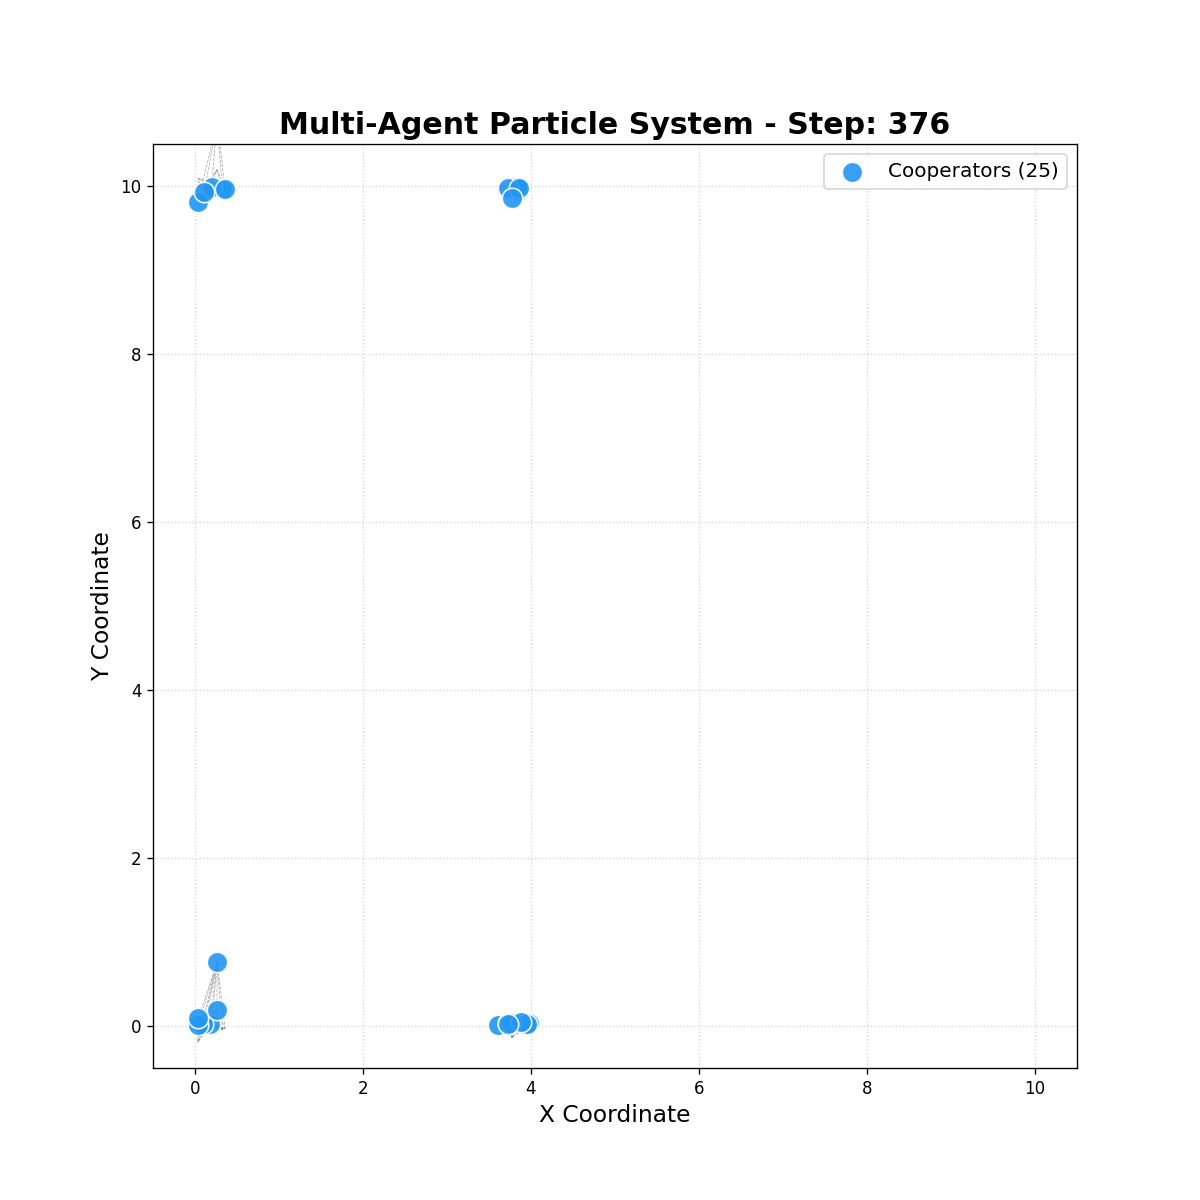 Multi-Agent Particle System - Step: 376
Cooperators (25)
10
8
6
4
2
0
Y Coordinate
0 2 4 6 8 10
X Coordinate